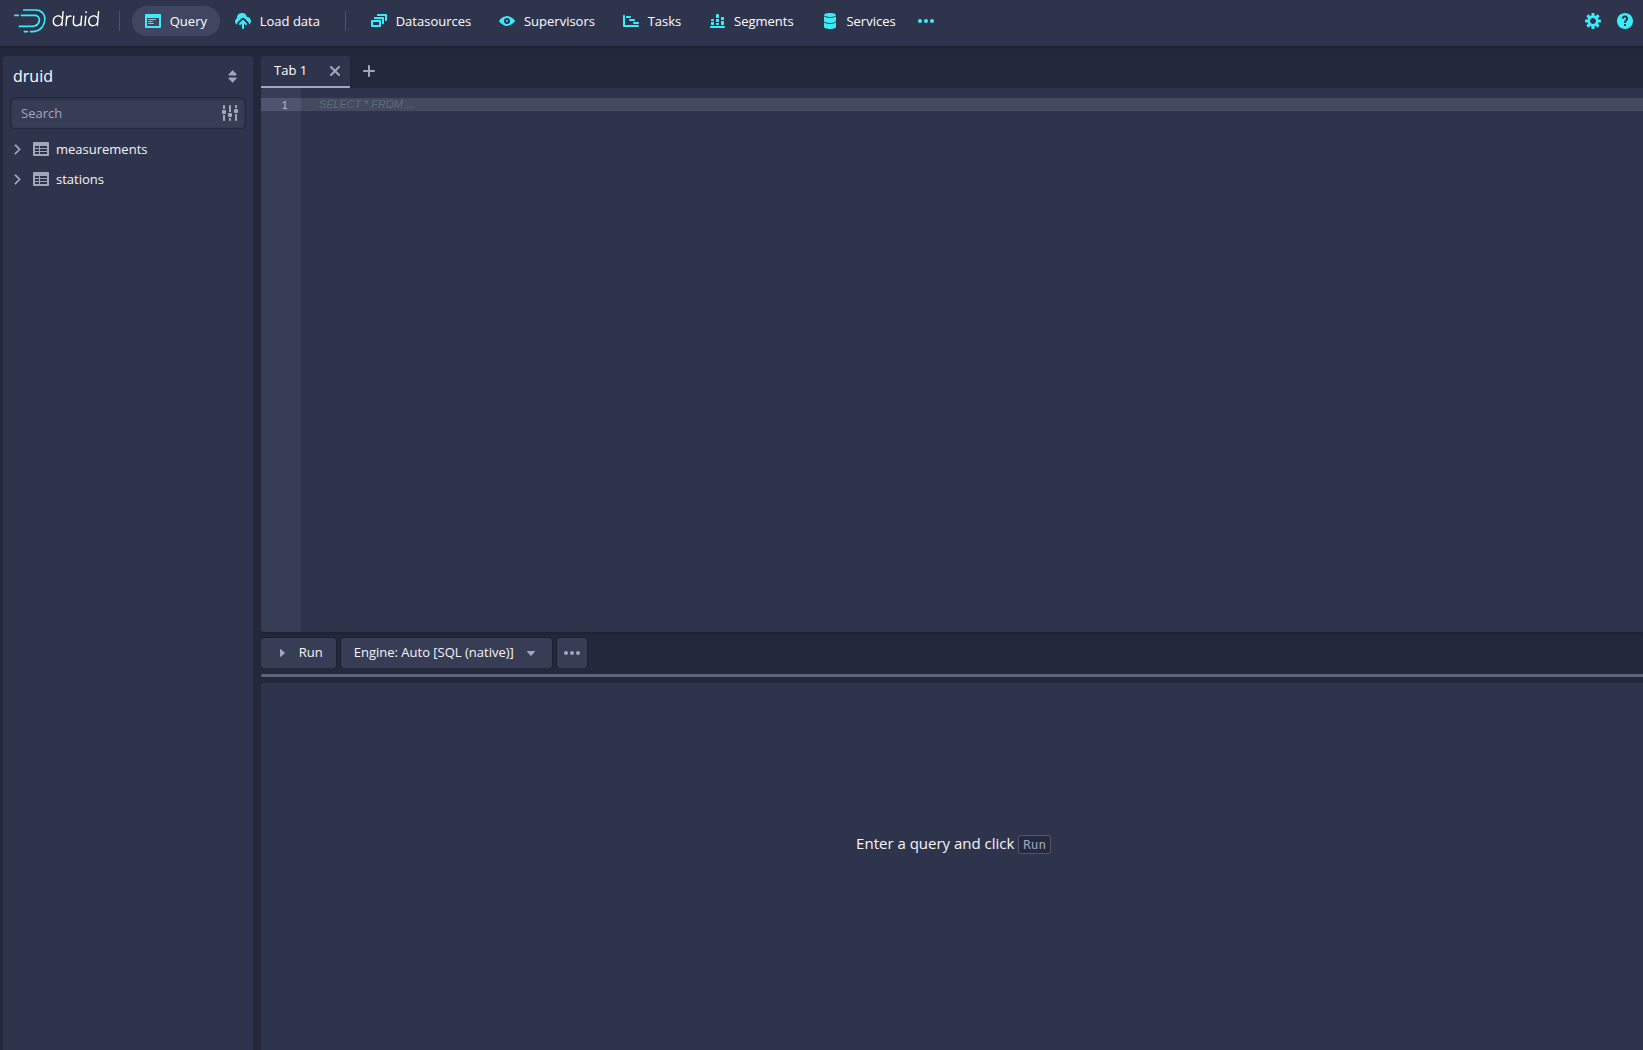 druid Query Load data Datasources Supervisors Tasks Segments Services
druid
Search
measurements
stations
Tab 1
1 SELECT * FROM ...
Run Engine: Auto [SQL (native)]
Enter a query and click Run